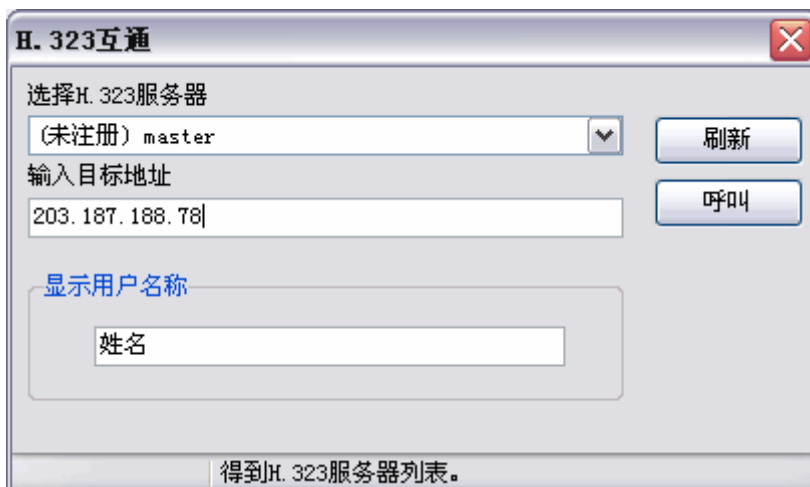 H.323互通
选择H.323服务器
(未注册) master
刷新
输入目标地址
203.187.188.78
呼叫
显示用户名称
姓名
得到H.323服务器列表。